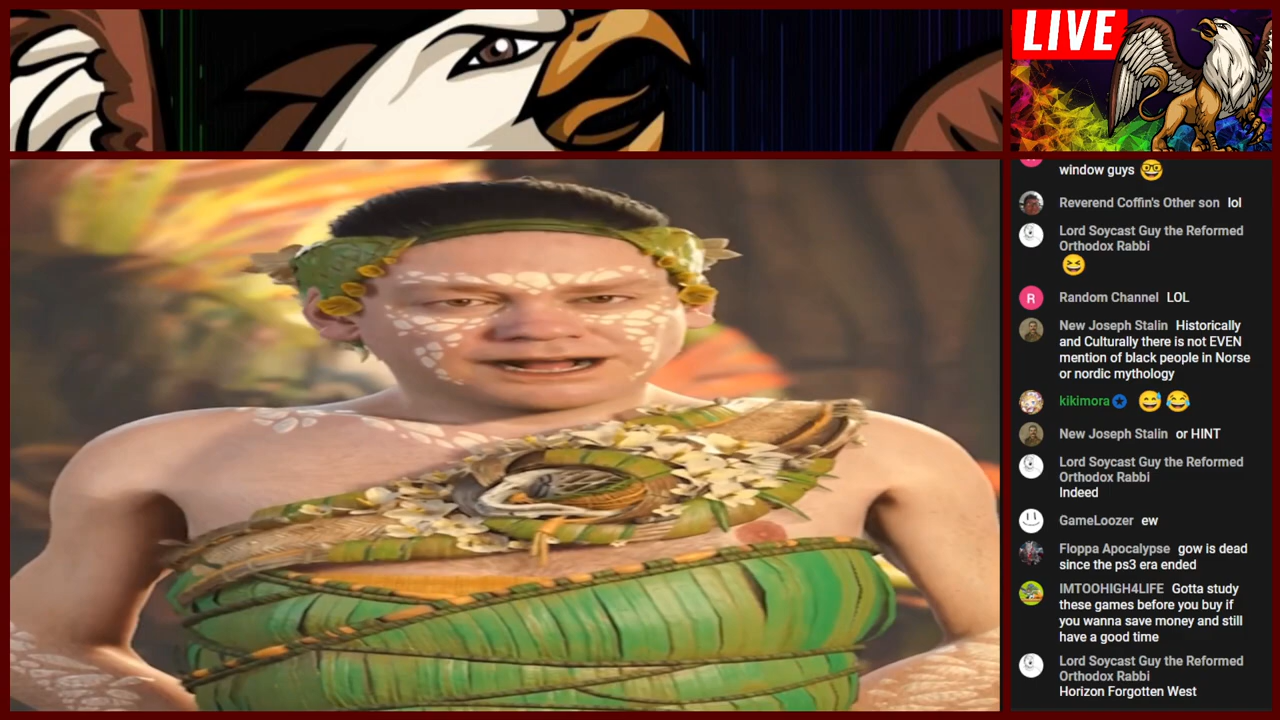 LIVE
window guys
Reverend Coffin's Other son lol
Lord Soycast Guy the Reformed
Orthodox Rabbi
R
Random Channel LOL
New Joseph Stalin Historically
and Culturally there is not EVEN
mention of black people in Norse
or nordic mythology
kikimora
New Joseph Stalin or HINT
Lord Soycast Guy the Reformed
Orthodox Rabbi
Indeed
GameLoozer ew
Floppa Apocalypse gow is dead
since the ps3 era ended
IMTOOHIGH4LIFE Gotta study
these games before you buy if
you wanna save money and still
have a good time
Lord Soycast Guy the Reformed
Orthodox Rabbi
Horizon Forgotten West